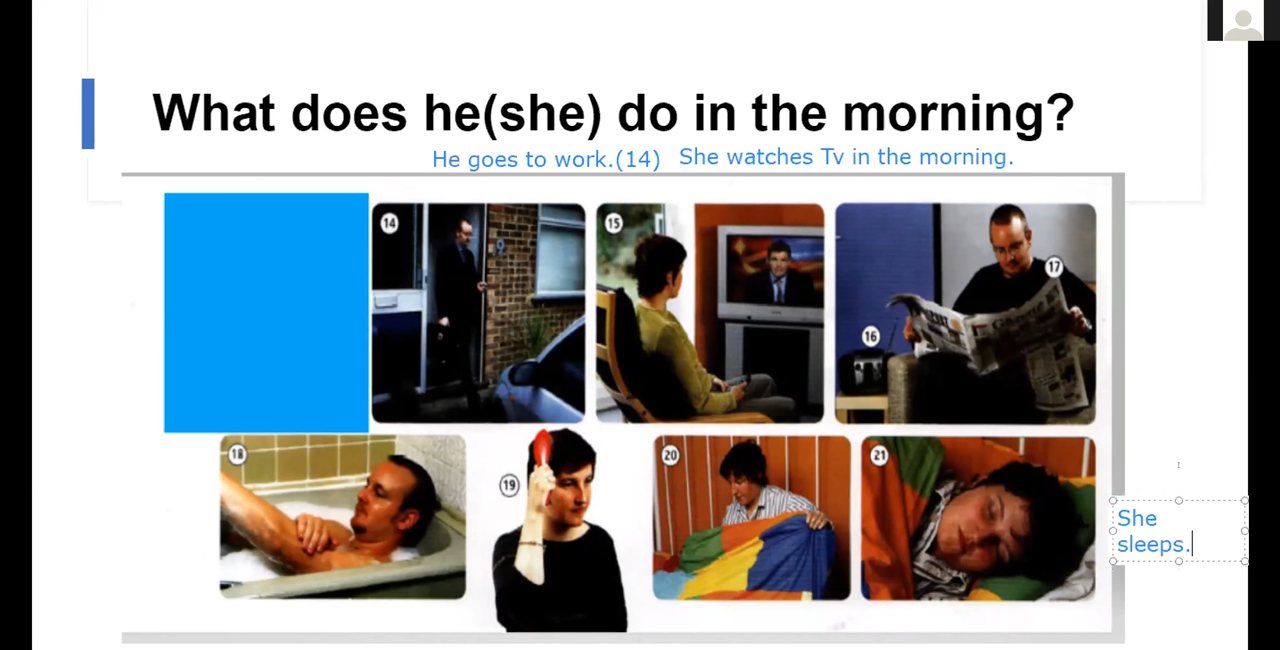 What does he(she) do in the morning?
He goes to work.(14) She watches Tv in the morning.
14
15
16
17
18
19
20
21
She
sleeps.